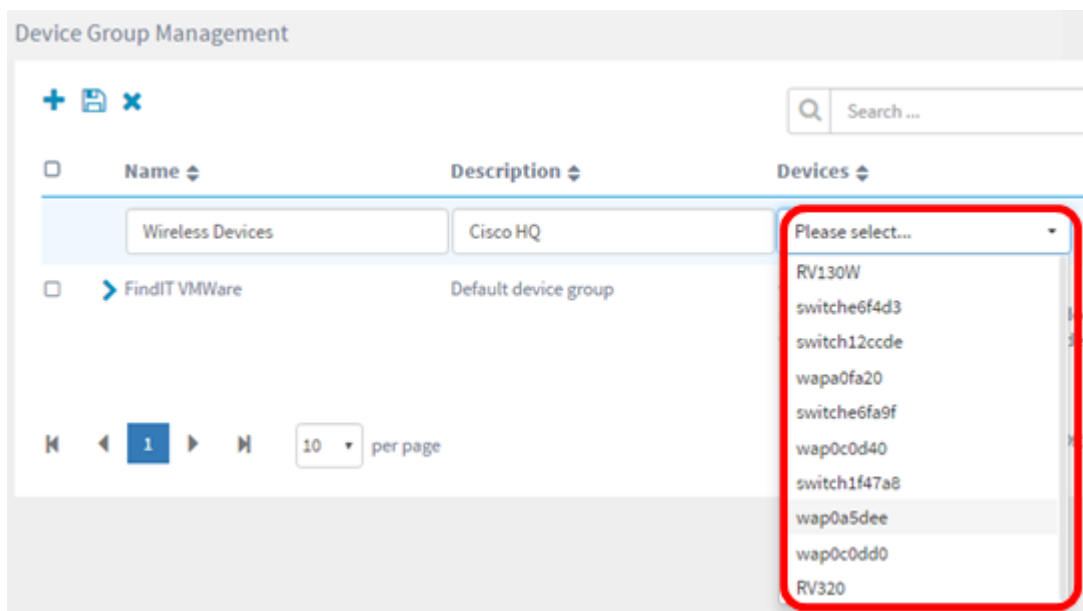 Device Group Management
Search ...
Name
Description
Devices
Wireless Devices
Cisco HQ
Please select...
FindIT VMWare
Default device group
RV130W
switche6f4d3
switch12ccde
wapa0fa20
switche6fa9f
wap0c0d40
switch1f47a8
wap0a5dee
wap0c0dd0
RV320
1
10
per page